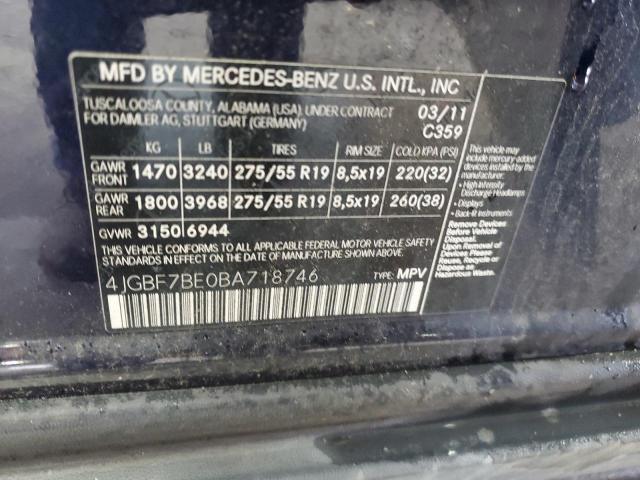 MFD BY MERCEDES-BENZ U.S. INTL., INC
TUSCALOOSA COUNTY, ALABAMA (USA) UNDER CONTRACT 03/11
FOR DAIMLER AG, STUTTGART (GERMANY) C359
KG LB TIRES RIM SIZE COLD KPA (PSI)
GAWR FRONT 1470 3240 275/55 R19 8,5x19 220(32)
GAWR REAR 1800 3968 275/55 R19 8,5x19 260(38)
GVWR 3150 6944
THIS VEHICLE CONFORMS TO ALL APPLICABLE FEDERAL MOTOR VEHICLE SAFETY
STANDARDS IN EFFECT ON THE DATE OF MANUFACTURE SHOWN ABOVE.
4JGBF7BE0BA718746 TYPE: MPV
This vehicle may
include mercury-added
devices installed by the
manufacturer:
• High Intensity
Discharge Headlamps
• Displays
• Back-lit instruments
Remove Devices
Before Vehicle
Disposal.
Upon Removal of
Devices Please
Reuse, Recycle
or Dispose as
Hazardous Waste.